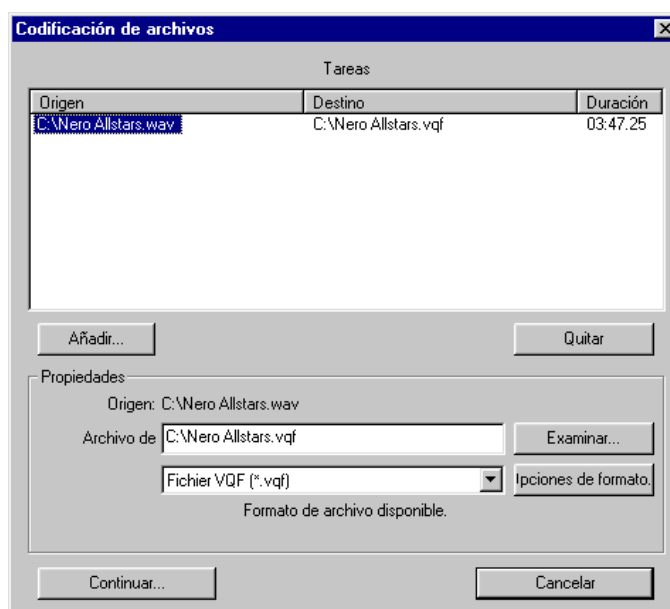 Codificación de archivos
Tareas
Origen Destino Duración
C:\Nero Allstars.wav C:\Nero Allstars.vqf 03:47.25
Añadir... Quitar
Propiedades
Origen: C:\Nero Allstars.wav
Archivo de C:\Nero Allstars.vqf Examinar...
Fichier VQF (*.vqf) Ipciones de formato.
Formato de archivo disponible.
Continuar... Cancelar